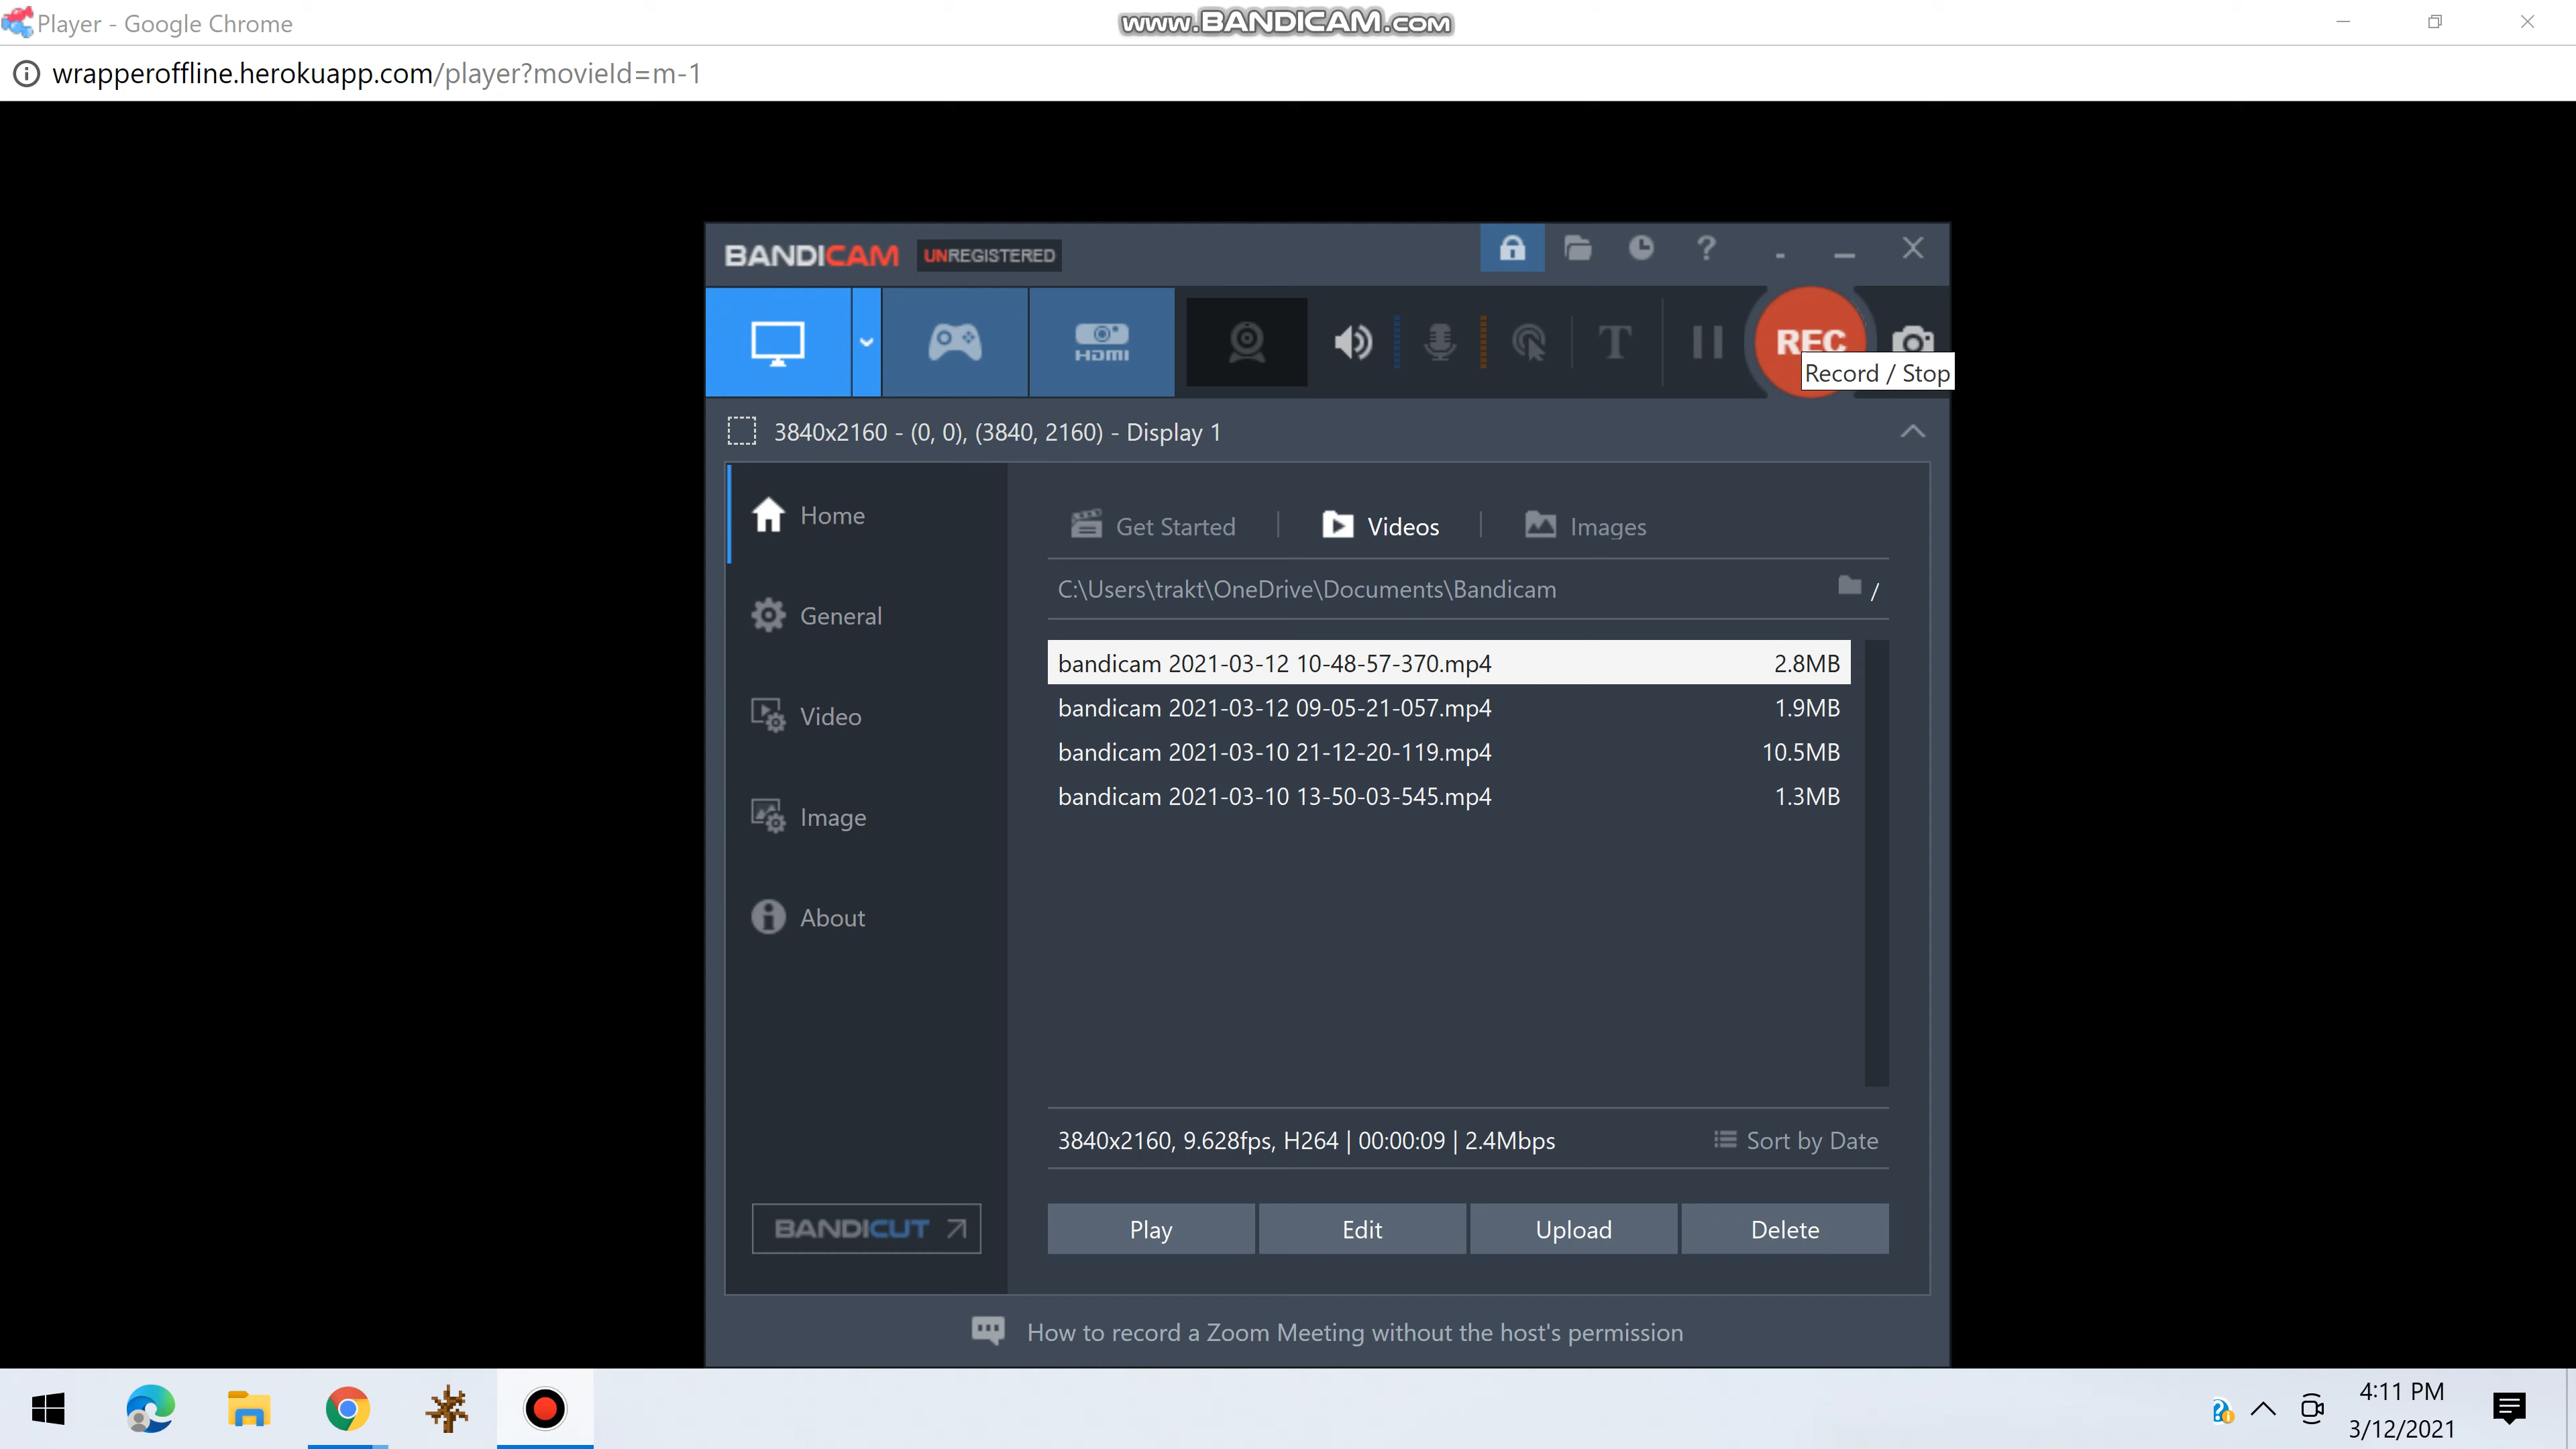 Player - Google Chrome
www.BANDICAM.com
wrapperoffline.herokuapp.com/player?movieId=m-1
BANDICAM UNREGISTERED
?
HDMI
T
REC
Record / Stop
3840x2160 - (0, 0), (3840, 2160) - Display 1
Home
General
Video
Image
About
BANDICUT
Get Started
Videos
Images
C:\Users\trakt\OneDrive\Documents\Bandicam
/
bandicam 2021-03-12 10-48-57-370.mp4 2.8MB
bandicam 2021-03-12 09-05-21-057.mp4 1.9MB
bandicam 2021-03-10 21-12-20-119.mp4 10.5MB
bandicam 2021-03-10 13-50-03-545.mp4 1.3MB
3840x2160, 9.628fps, H264 | 00:00:09 | 2.4Mbps
Sort by Date
Play
Edit
Upload
Delete
How to record a Zoom Meeting without the host's permission
4:11 PM
3/12/2021